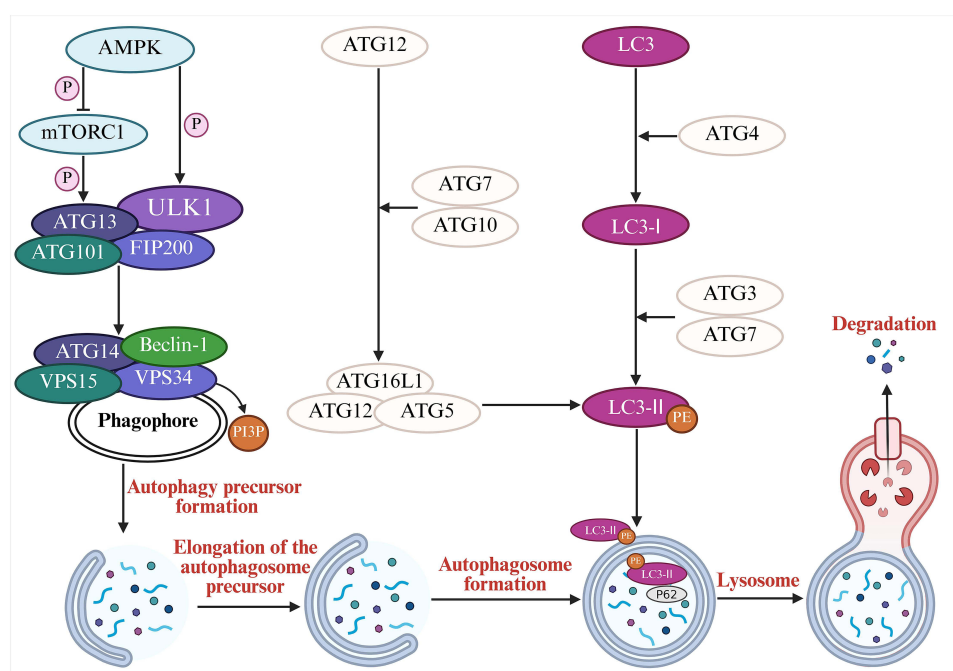 AMPK
P
P
mTORC1
P
ULK1
ATG13
ATG101
FIP200
ATG14
Beclin-1
VPS15
VPS34
Phagophore
PI3P
Autophagy precursor
formation
ATG12
ATG7
ATG10
ATG16L1
ATG12
ATG5
LC3
ATG4
LC3-I
ATG3
ATG7
LC3-II
PE
Elongation of the
autophagosome
precursor
Autophagosome
formation
LC3-II
PE
PE
LC3-II
P62
Lysosome
Degradation